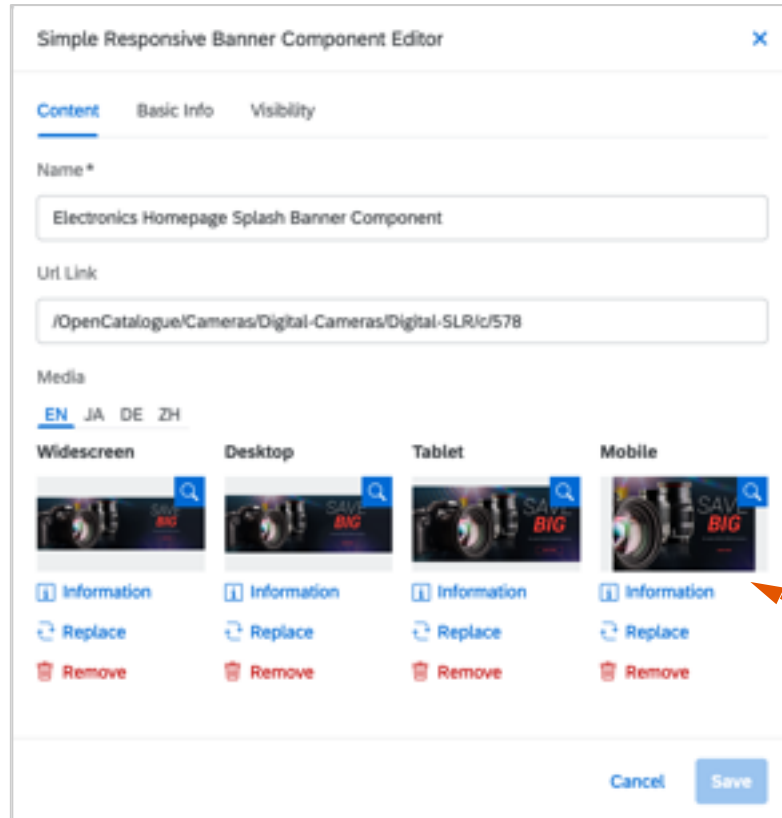 Simple Responsive Banner Component Editor
Content Basic Info Visibility
Name*
Electronics Homepage Splash Banner Component
Url Link
/OpenCatalogue/Cameras/Digital-Cameras/Digital-SLR/c/578
Media
EN JA DE ZH
Widescreen Desktop Tablet Mobile
SAVE SAVE SAVE SAVE
BIG BIG BIG BIG
Information Information Information Information
Replace Replace Replace Replace
Remove Remove Remove Remove
Cancel Save